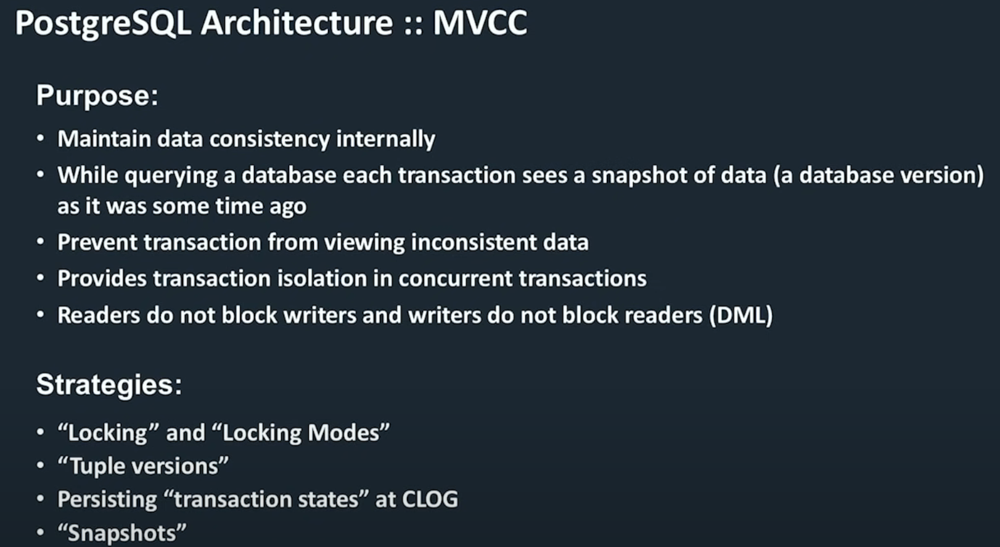 PostgreSQL Architecture :: MVCC
Purpose:
• Maintain data consistency internally
• While querying a database each transaction sees a snapshot of data (a database version)
as it was some time ago
• Prevent transaction from viewing inconsistent data
• Provides transaction isolation in concurrent transactions
• Readers do not block writers and writers do not block readers (DML)
Strategies:
• “Locking” and “Locking Modes”
• “Tuple versions”
• Persisting “transaction states” at CLOG
• “Snapshots”